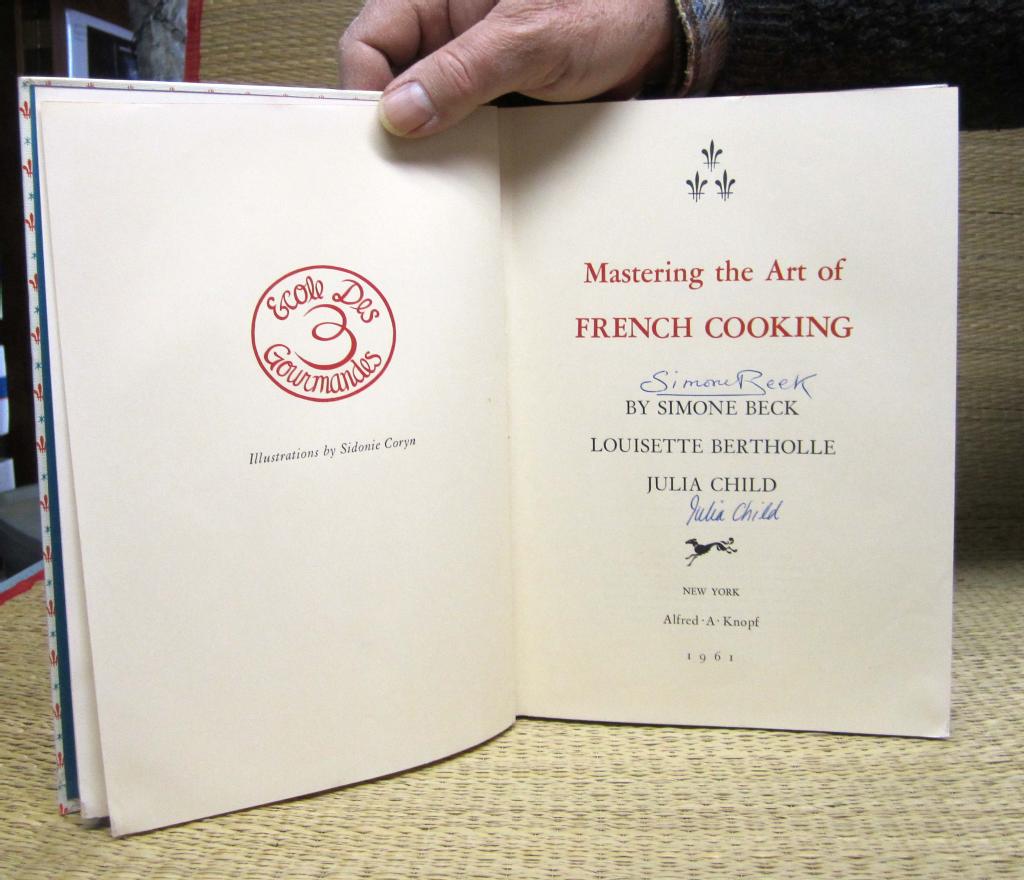 Ecole Des
3
Gourmandes
Illustrations by Sidonie Coryn
Mastering the Art of
FRENCH COOKING
Simone Beck
BY SIMONE BECK
LOUISETTE BERTHOLLE
JULIA CHILD
Julia Child
NEW YORK
Alfred · A · Knopf
1961